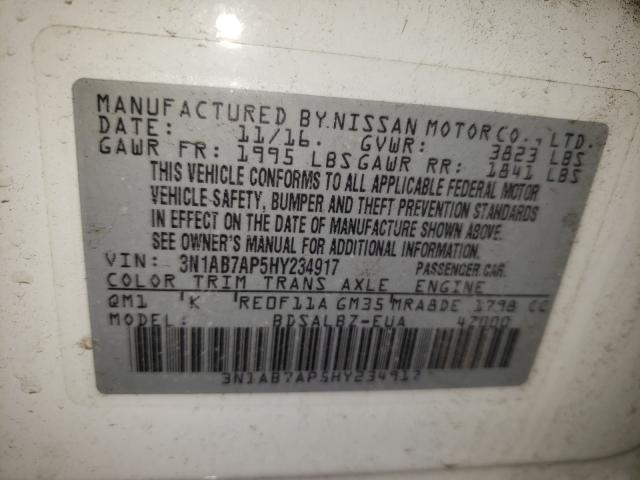 MANUFACTURED BY.NISSAN MOTOR CO., LTD.
DATE: 11/16. GVWR: 3823 LBS
GAWR FR: 1995 LBS GAWR RR: 1841 LBS
THIS VEHICLE CONFORMS TO ALL APPLICABLE FEDERAL MOTOR
VEHICLE SAFETY, BUMPER AND THEFT PREVENTION STANDARDS
IN EFFECT ON THE DATE OF MANUFACTURE SHOWN ABOVE.
SEE OWNER'S MANUAL FOR ADDITIONAL INFORMATION.
VIN: 3N1AB7AP5HY234917 PASSENGER CAR.
COLOR TRIM TRANS AXLE ENGINE
QM1 'K 'RE0F11A GM35 MRA8DE 1798 CC
MODEL: BDSALBZ-EUA 47000
3N1AB7AP5HY234917